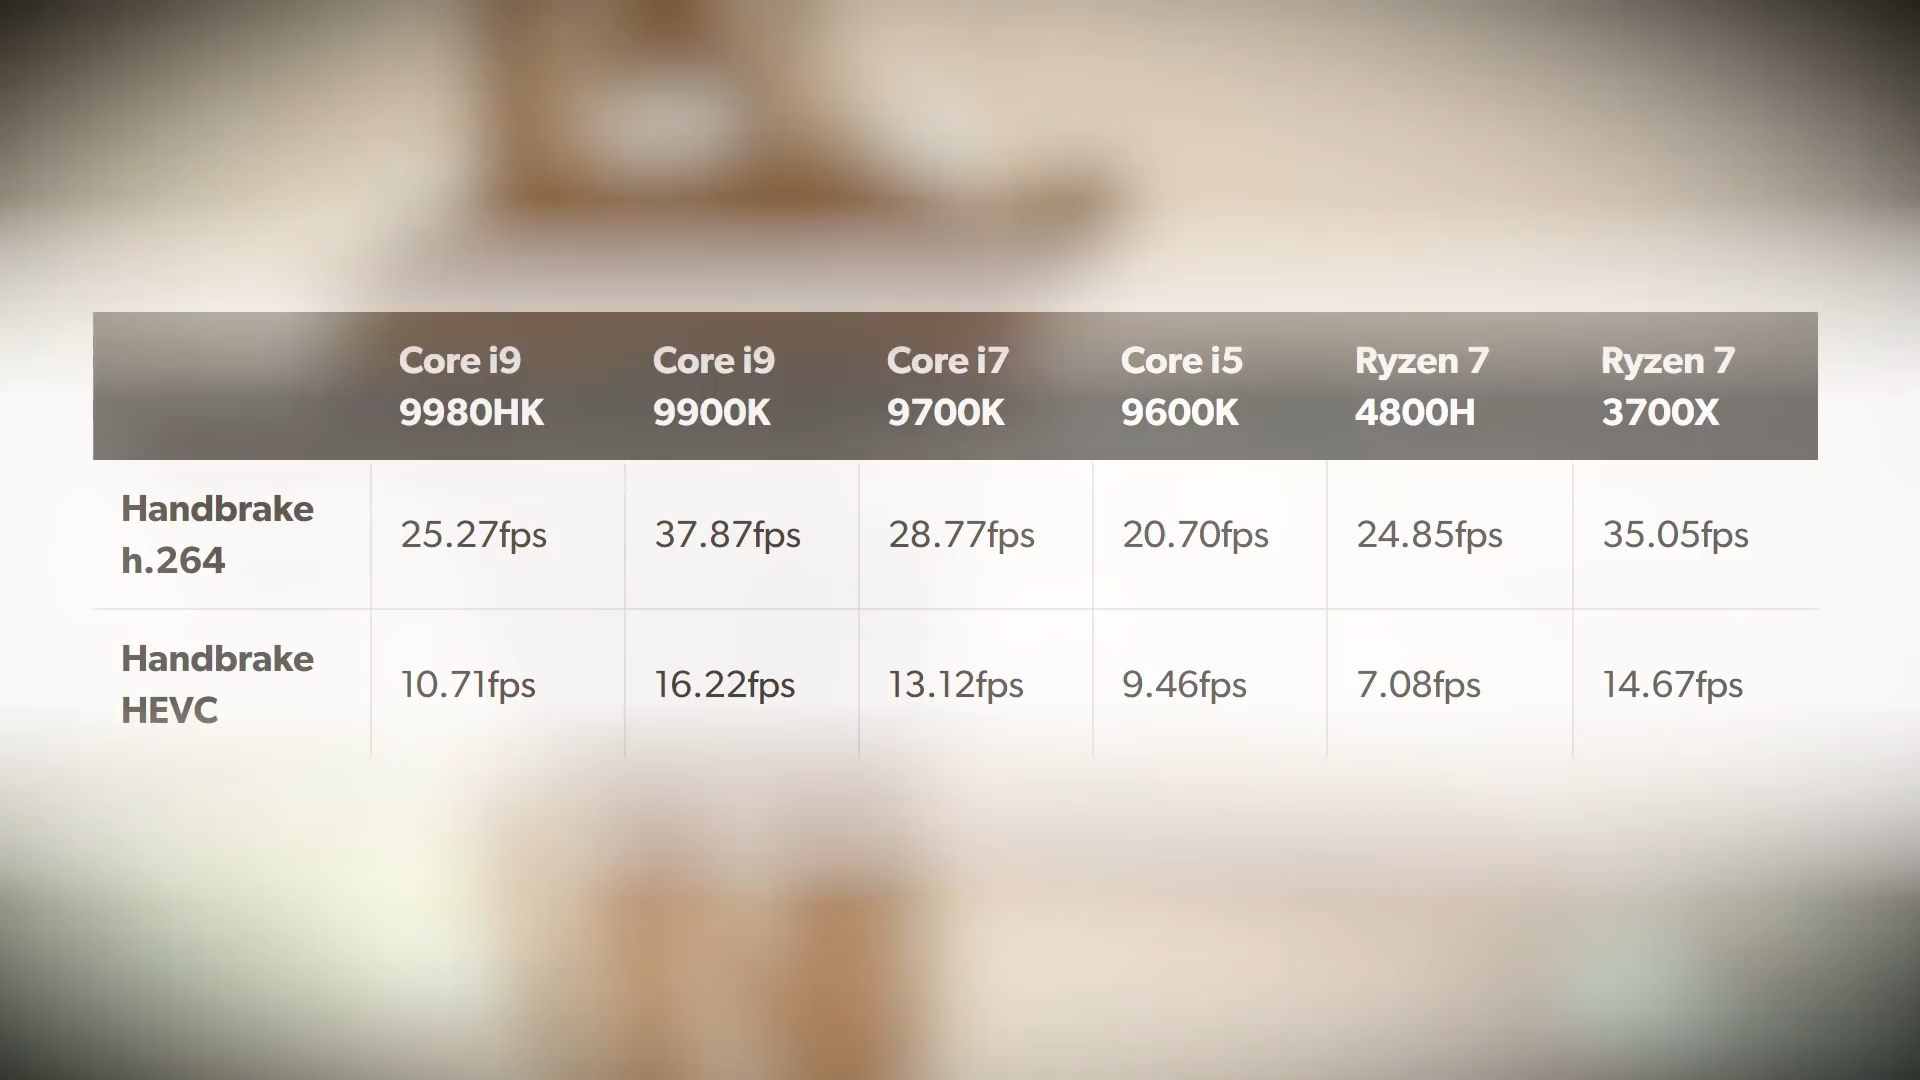 Core i9 9980HK Core i9 9900K Core i7 9700K Core i5 9600K Ryzen 7 4800H Ryzen 7 3700X
Handbrake h.264 25.27fps 37.87fps 28.77fps 20.70fps 24.85fps 35.05fps
Handbrake HEVC 10.71fps 16.22fps 13.12fps 9.46fps 7.08fps 14.67fps